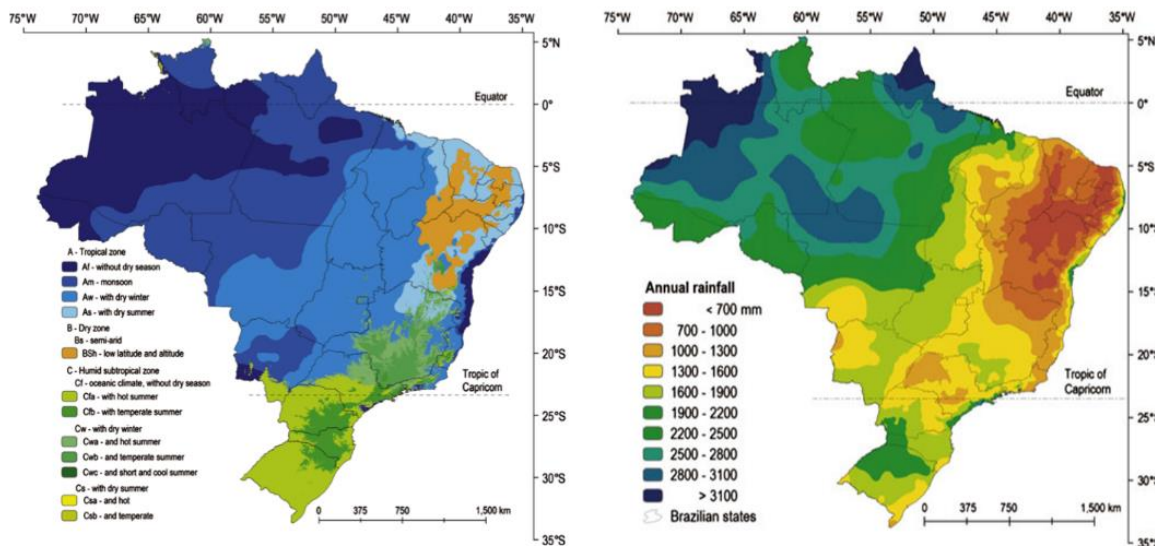 75°W 70°W 65°W 60°W 55°W 50°W 45°W 40°W 35°W
5°N
Equator
0°
5°S
10°S
15°S
20°S
Tropic of
Capricorn
25°S
30°S
35°S
A - Tropical zone
Af - without dry season
Am - monsoon
Aw - with dry winter
As - with dry summer
B - Dry zone
Bs - semi-arid
BSh - low latitude and altitude
C - Humid subtropical zone
Cf - oceanic climate, without dry season
Cfa - with hot summer
Cfb - with temperate summer
Cw - with dry winter
Cwa - and hot summer
Cwb - and temperate summer
Cwc - and short and cool summer
Cs - with dry summer
Csa - and hot
Csb - and temperate
0 375 750 1,500 km
75°W 70°W 65°W 60°W 55°W 50°W 45°W 40°W 35°W
5°N
Equator
0°
5°S
10°S
15°S
20°S
Tropic of
Capricorn
25°S
30°S
35°S
Annual rainfall
< 700 mm
700 - 1000
1000 - 1300
1300 - 1600
1600 - 1900
1900 - 2200
2200 - 2500
2500 - 2800
2800 - 3100
> 3100
Brazilian states
0 375 750 1,500 km